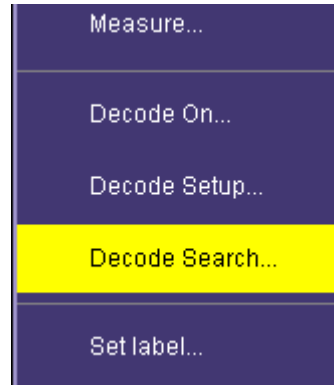 Measure...
Decode On...
Decode Setup...
Decode Search...
Set label...